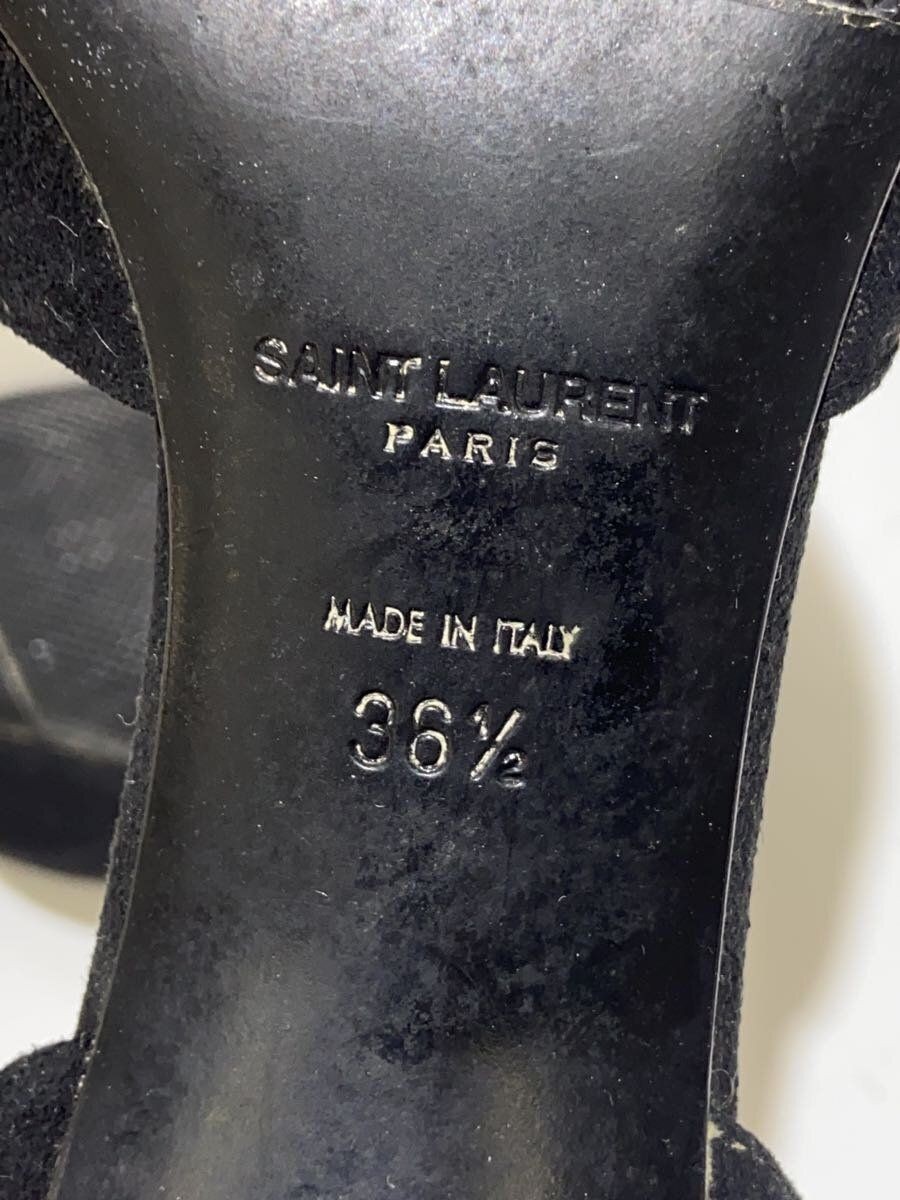 SAINT LAURENT
PARIS
MADE IN ITALY
36½